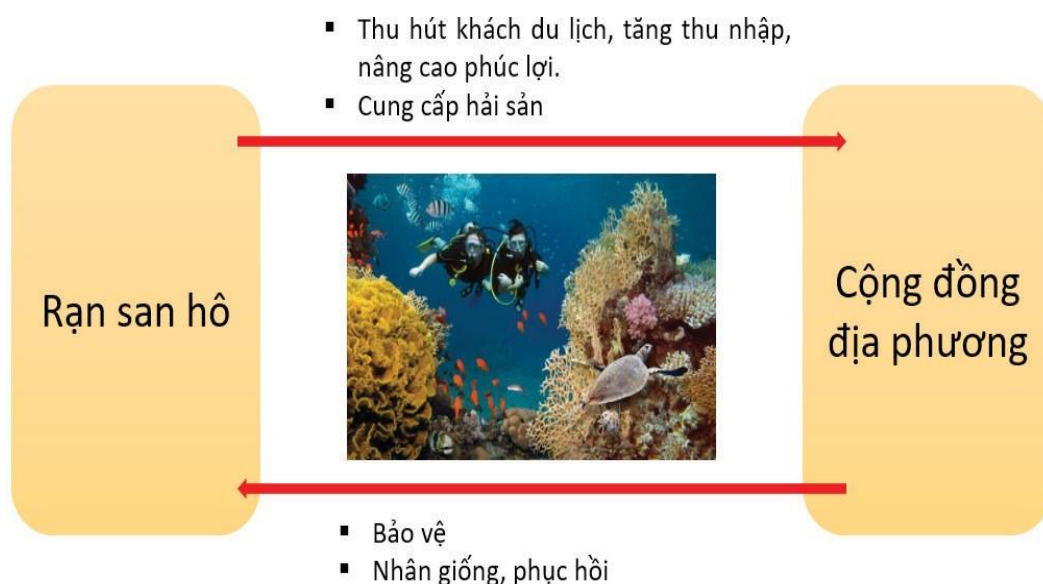 ▪ Thu hút khách du lịch, tăng thu nhập,
nâng cao phúc lợi.
▪ Cung cấp hải sản
Rạn san hô
Cộng đồng
địa phương
▪ Bảo vệ
▪ Nhân giống, phục hồi